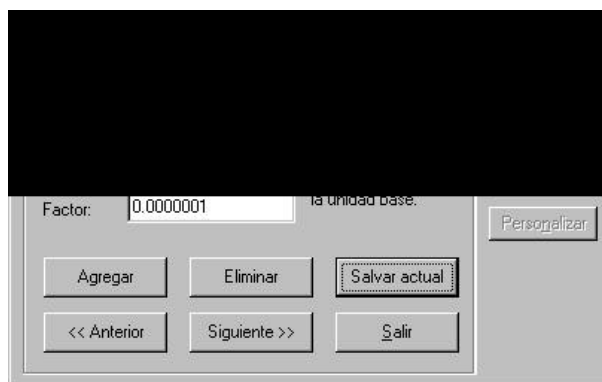 Factor: 0.0000001 la unidad base.
Personalizar
Agregar Eliminar Salvar actual
<< Anterior Siguiente >> Salir